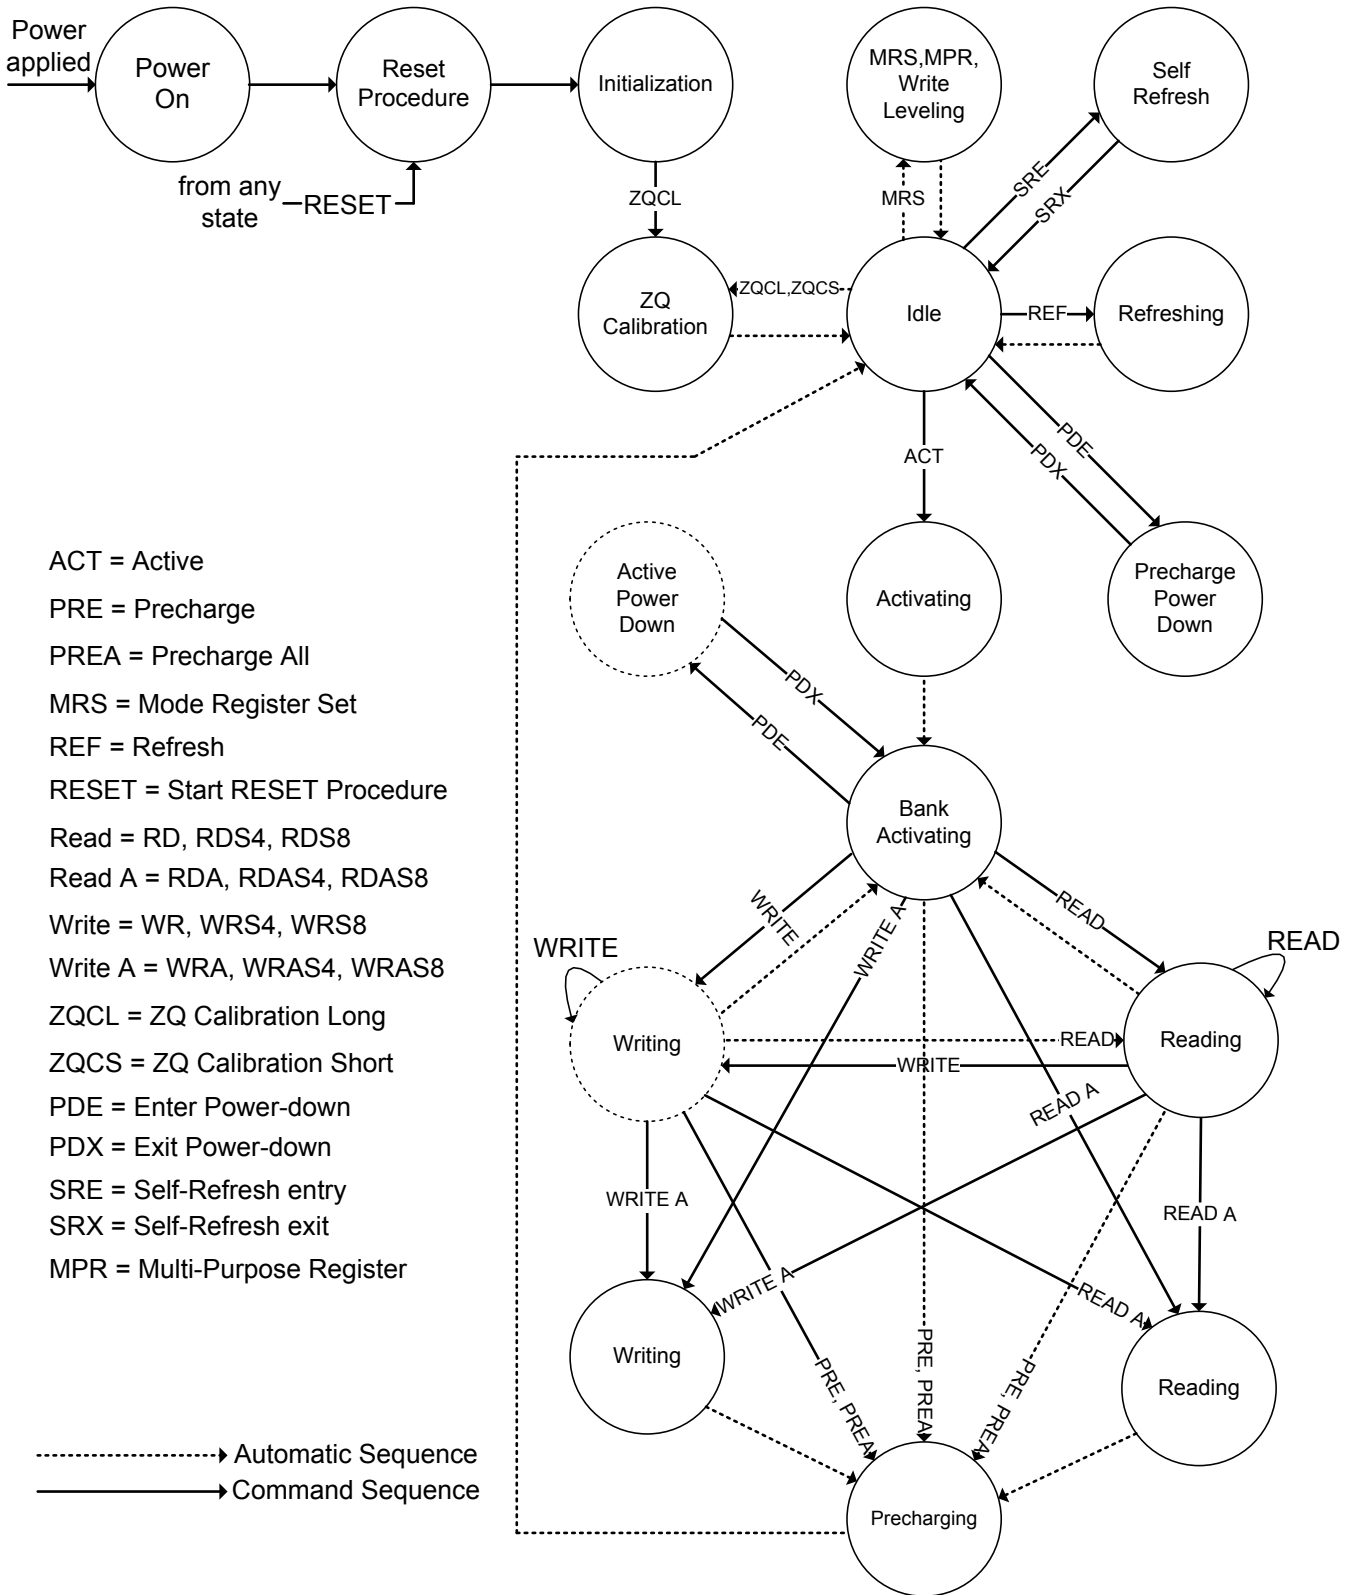 Power
applied
Power
On
Reset
Procedure
Initialization
MRS,MPR,
Write
Leveling
Self
Refresh
from any
state
RESET
ZQCL
MRS
SRE
SRX
ZQ
Calibration
ZQCL,ZQCS
Idle
REF
Refreshing
ACT
PDE
PDX
Active
Power
Down
Activating
Precharge
Power
Down
ACT = Active
PRE = Precharge
PREA = Precharge All
MRS = Mode Register Set
REF = Refresh
RESET = Start RESET Procedure
Read = RD, RDS4, RDS8
Read A = RDA, RDAS4, RDAS8
Write = WR, WRS4, WRS8
Write A = WRA, WRAS4, WRAS8
ZQCL = ZQ Calibration Long
ZQCS = ZQ Calibration Short
PDE = Enter Power-down
PDX = Exit Power-down
SRE = Self-Refresh entry
SRX = Self-Refresh exit
MPR = Multi-Purpose Register
PDX
PDE
Bank
Activating
WRITE
WRITE A
READ
WRITE
READ
Writing
READ
Reading
WRITE
READ A
WRITE A
READ A
WRITE A
READ A
Writing
PRE, PREA
PRE, PREA
PRE, PREA
Reading
Precharging
Automatic Sequence
Command Sequence